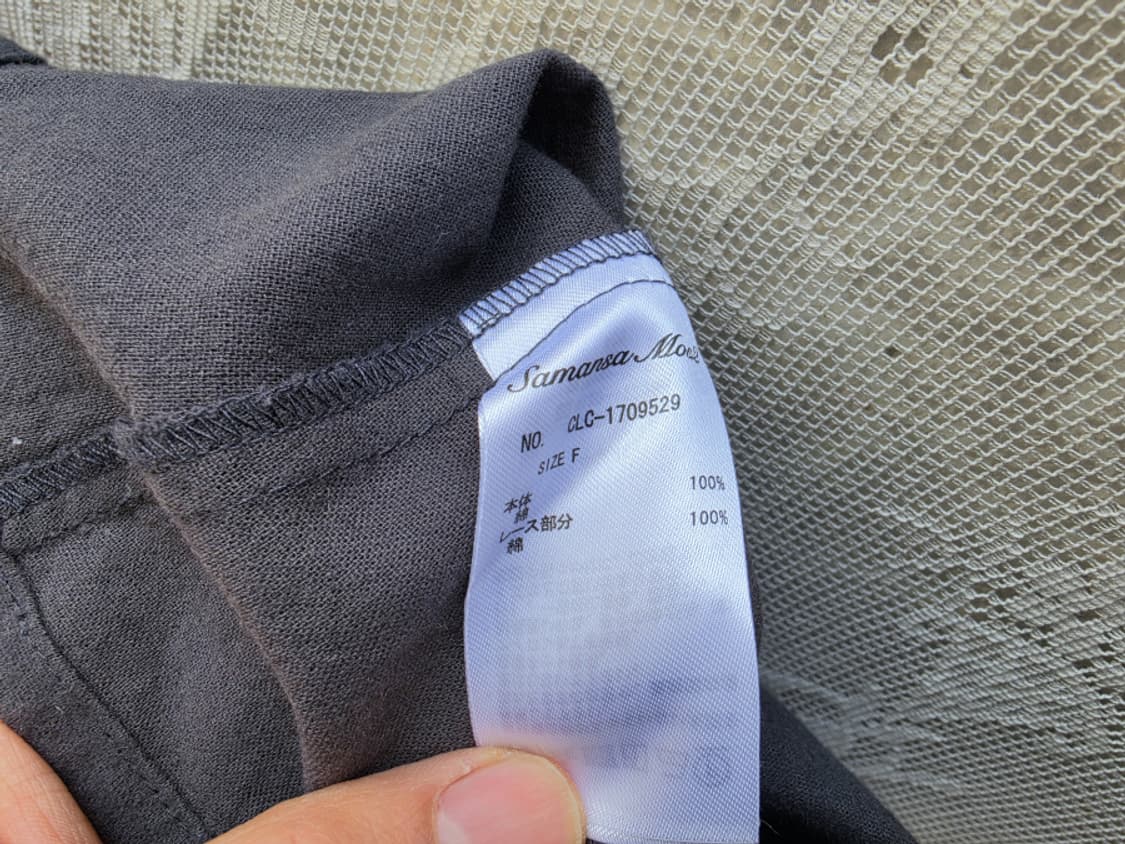 Samansa Mos2
NO. CLC-1709529
SIZE F
本体
綿 100%
レース部分
綿 100%